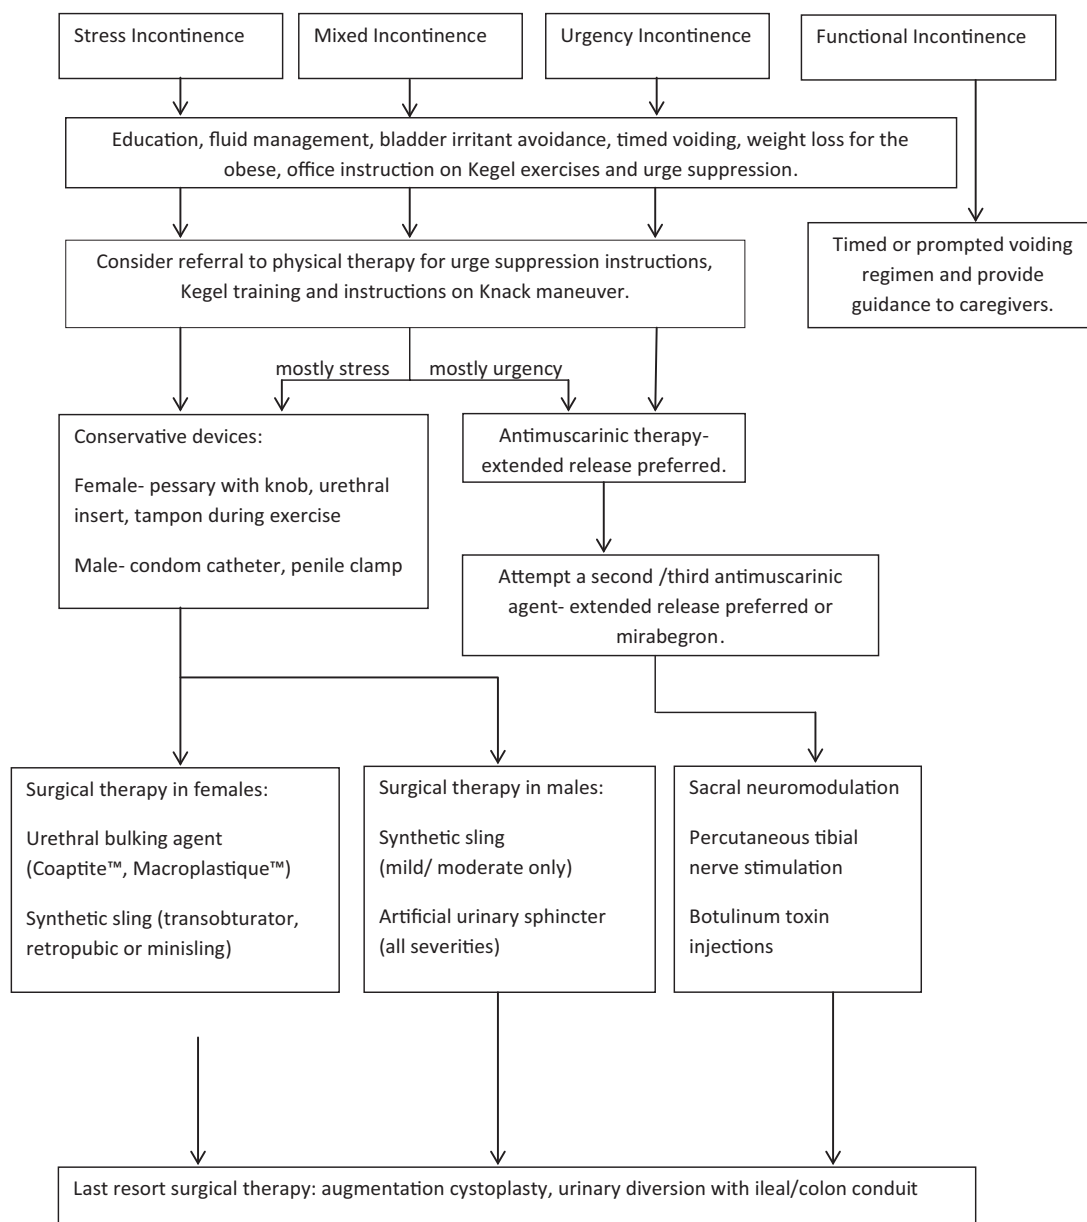 Stress Incontinence
Mixed Incontinence
Urgency Incontinence
Functional Incontinence
Education, fluid management, bladder irritant avoidance, timed voiding, weight loss for the
obese, office instruction on Kegel exercises and urge suppression.
Consider referral to physical therapy for urge suppression instructions,
Kegel training and instructions on Knack maneuver.
Timed or prompted voiding
regimen and provide
guidance to caregivers.
mostly stress
mostly urgency
Conservative devices:
Female- pessary with knob, urethral
insert, tampon during exercise
Male- condom catheter, penile clamp
Antimuscarinic therapy-
extended release preferred.
Attempt a second /third antimuscarinic
agent- extended release preferred or
mirabegron.
Surgical therapy in females:
Urethral bulking agent
(Coaptite™, Macroplastique™)
Synthetic sling (transobturator,
retropubic or minisling)
Surgical therapy in males:
Synthetic sling
(mild/ moderate only)
Artificial urinary sphincter
(all severities)
Sacral neuromodulation
Percutaneous tibial
nerve stimulation
Botulinum toxin
injections
Last resort surgical therapy: augmentation cystoplasty, urinary diversion with ileal/colon conduit